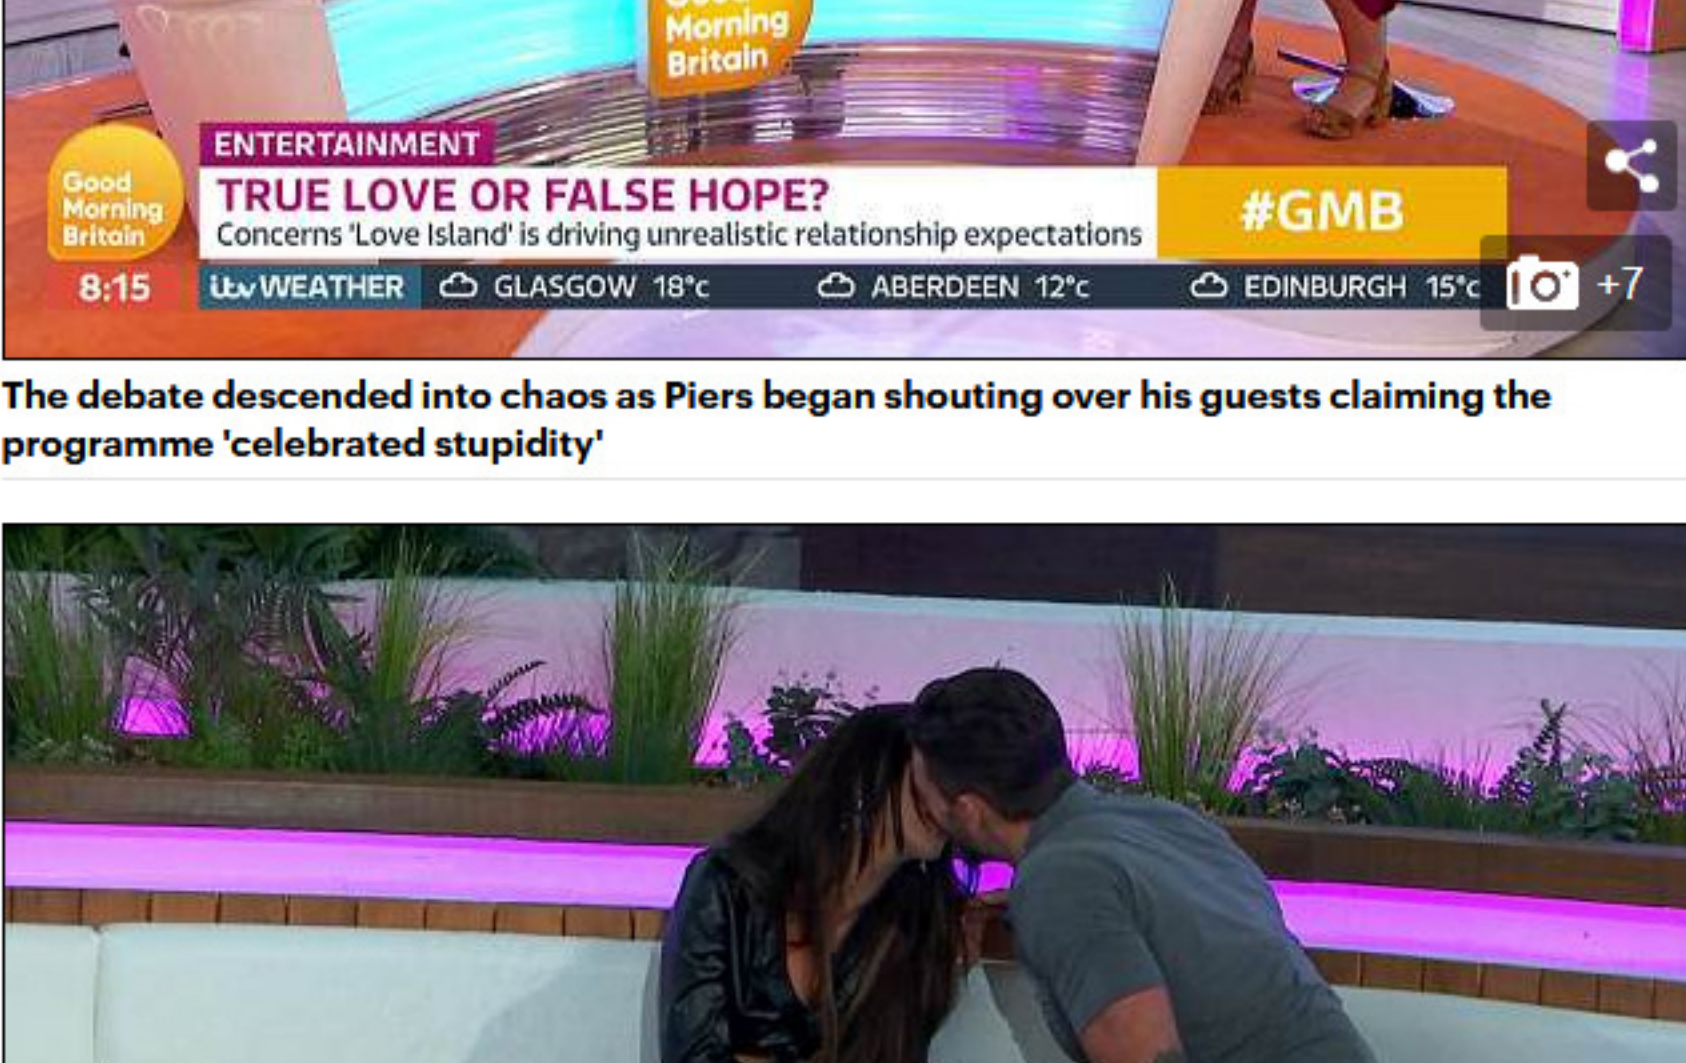 Good
Morning
Britain
ENTERTAINMENT
TRUE LOVE OR FALSE HOPE?
Concerns 'Love Island' is driving unrealistic relationship expectations
#GMB
Good
Morning
Britain
8:15
itv WEATHER GLASGOW 18°c ABERDEEN 12°c EDINBURGH 15°c
+7
The debate descended into chaos as Piers began shouting over his guests claiming the
programme 'celebrated stupidity'